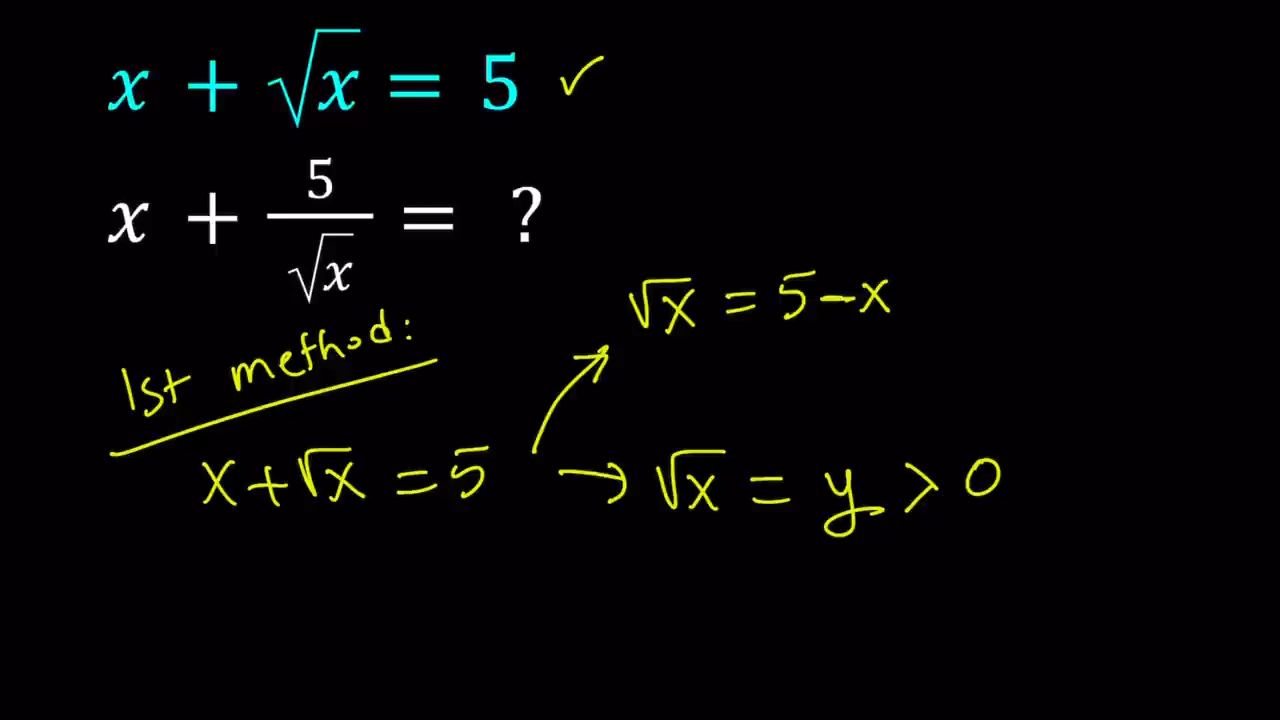 x + √x = 5 ✓
x + 5/√x = ?
√x = 5 - x
1st method:
x + √x = 5 → √x = y > 0